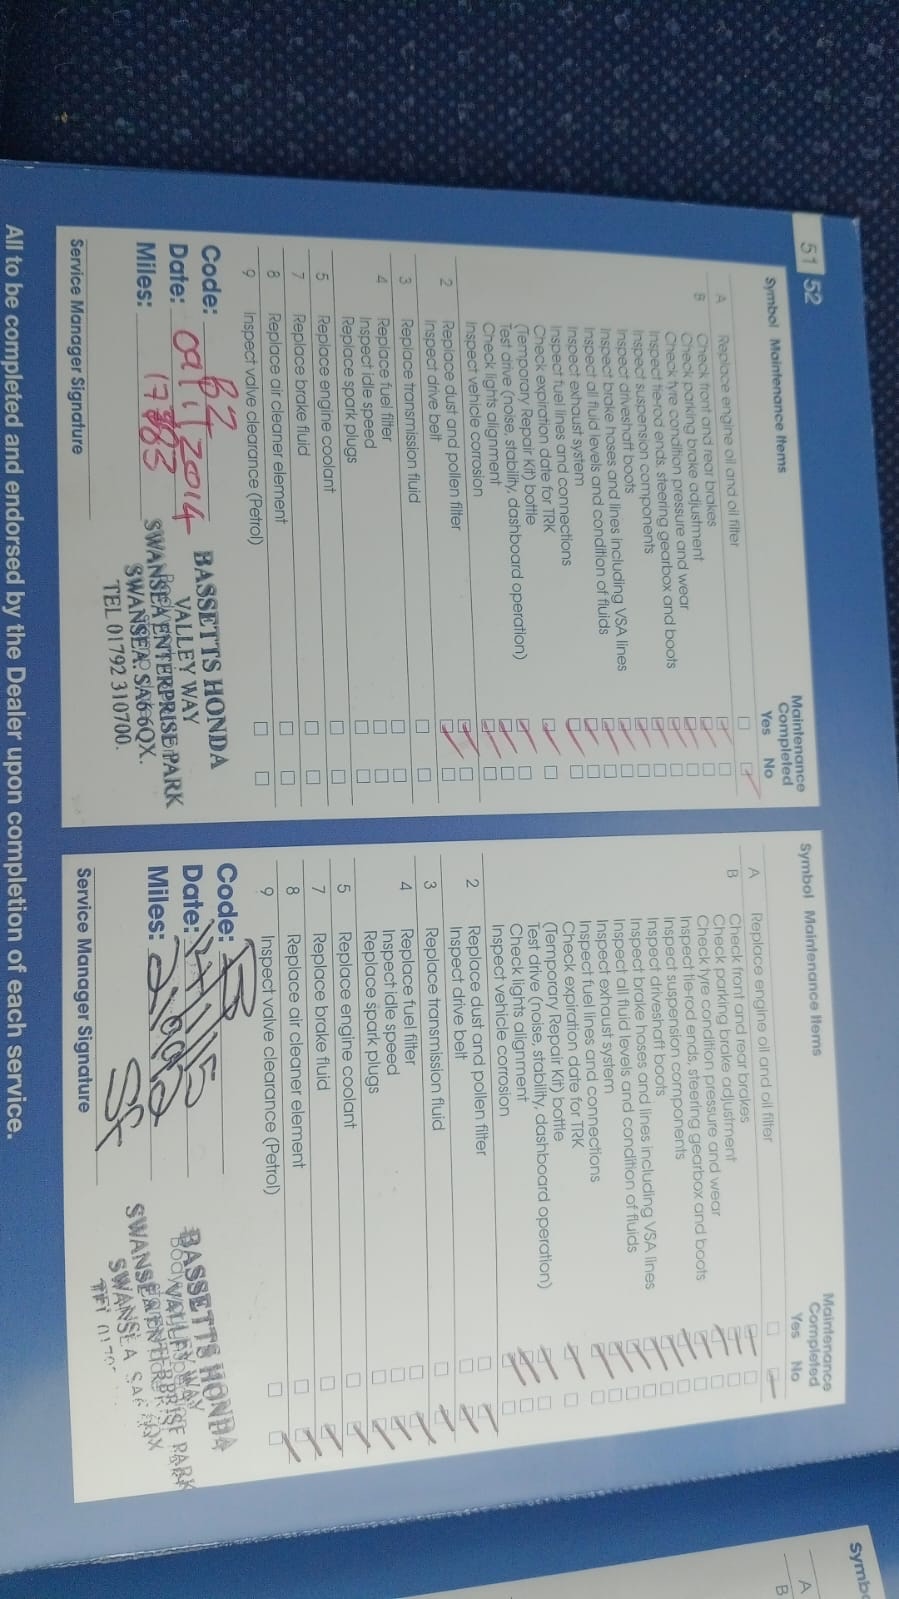 51 52
Symbol Maintenance Items Maintenance Completed Yes No
A Replace engine oil and oil filter
B Check front and rear brakes
Check parking brake adjustment
Check tyre condition pressure and wear
Inspect tie-rod ends, steering gearbox and boots
Inspect suspension components
Inspect driveshaft boots
Inspect brake hoses and lines including VSA lines
Inspect all fluid levels and condition of fluids
Inspect exhaust system
Inspect fuel lines and connections
Check expiration date for TRK
(Temporary Repair Kit) bottle
Test drive (noise, stability, dashboard operation)
Check lights alignment
Inspect vehicle corrosion
2 Replace dust and pollen filter
Inspect drive belt
3 Replace transmission fluid
4 Replace fuel filter
Inspect idle speed
Replace spark plugs
5 Replace engine coolant
7 Replace brake fluid
8 Replace air cleaner element
9 Inspect valve clearance (Petrol)
Code: B2
Date: 2014
Miles:
Service Manager Signature
BASSETTS HONDA
VALLEY WAY
SWANSEA ENTERPRISE PARK
SWANSEA. SA6 6QX.
TEL 01792 310700.
Symbol Maintenance Items Maintenance Completed Yes No
A Replace engine oil and oil filter
B Check front and rear brakes
Check parking brake adjustment
Check tyre condition pressure and wear
Inspect tie-rod ends, steering gearbox and boots
Inspect suspension components
Inspect driveshaft boots
Inspect brake hoses and lines including VSA lines
Inspect all fluid levels and condition of fluids
Inspect exhaust system
Inspect fuel lines and connections
Check expiration date for TRK
(Temporary Repair Kit) bottle
Test drive (noise, stability, dashboard operation)
Check lights alignment
Inspect vehicle corrosion
2 Replace dust and pollen filter
Inspect drive belt
3 Replace transmission fluid
4 Replace fuel filter
Inspect idle speed
Replace spark plugs
5 Replace engine coolant
7 Replace brake fluid
8 Replace air cleaner element
9 Inspect valve clearance (Petrol)
Code: B
Date:
Miles:
Service Manager Signature
BASSETTS HONDA
VALLEY WAY
SWANSEA ENTERPRISE PARK
SWANSEA SA6 6QX
All to be completed and endorsed by the Dealer upon completion of each service.
A
B